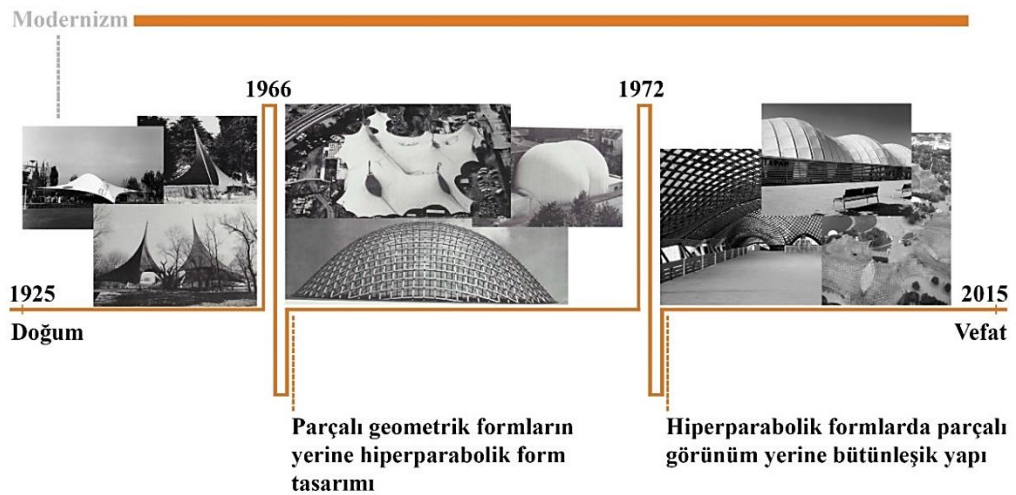 Modernizm
1966
1972
1925
2015
Doğum
Vefat
Parçalı geometrik formların
yerine hiperparabolik form
tasarımı
Hiperparabolik formlarda parçalı
görünüm yerine bütünleşik yapı